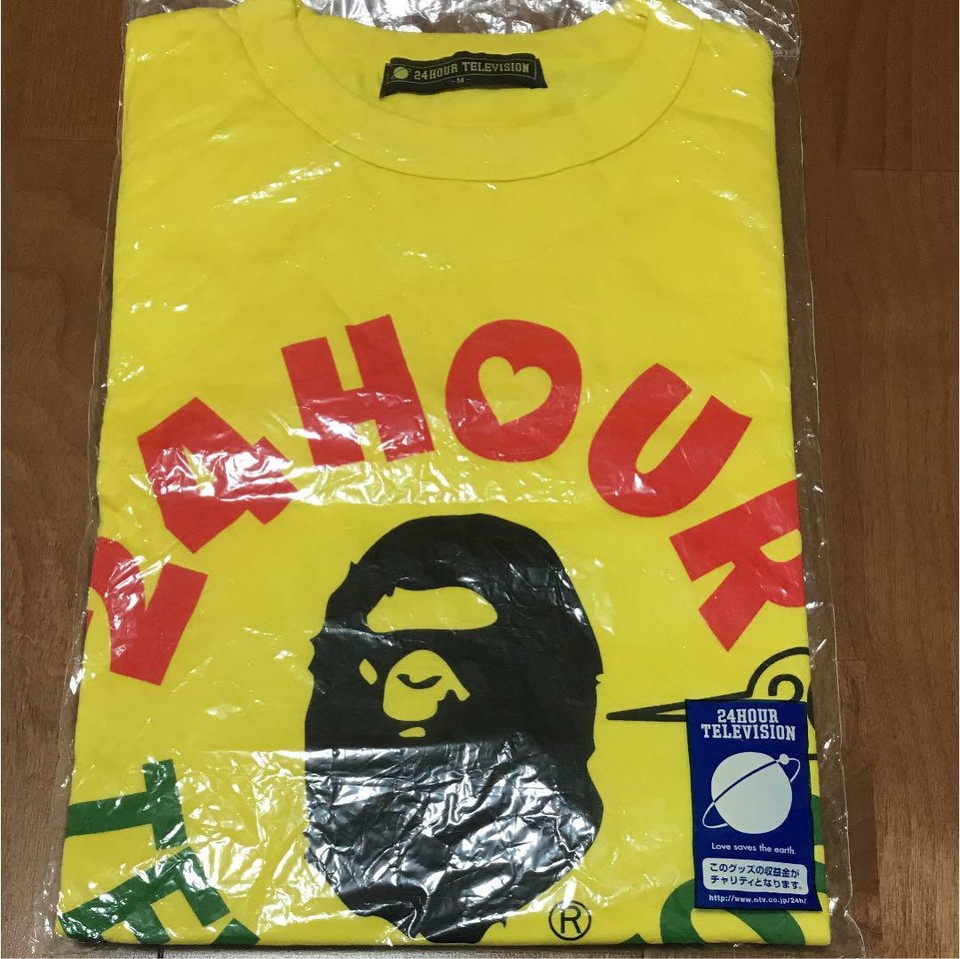 24HOUR TELEVISION
-M-
24HOUR
TE
S
®
24HOUR
TELEVISION
Love saves the earth.
このグッズの収益金が
チャリティとなります。
http://www.ntv.co.jp/24h/